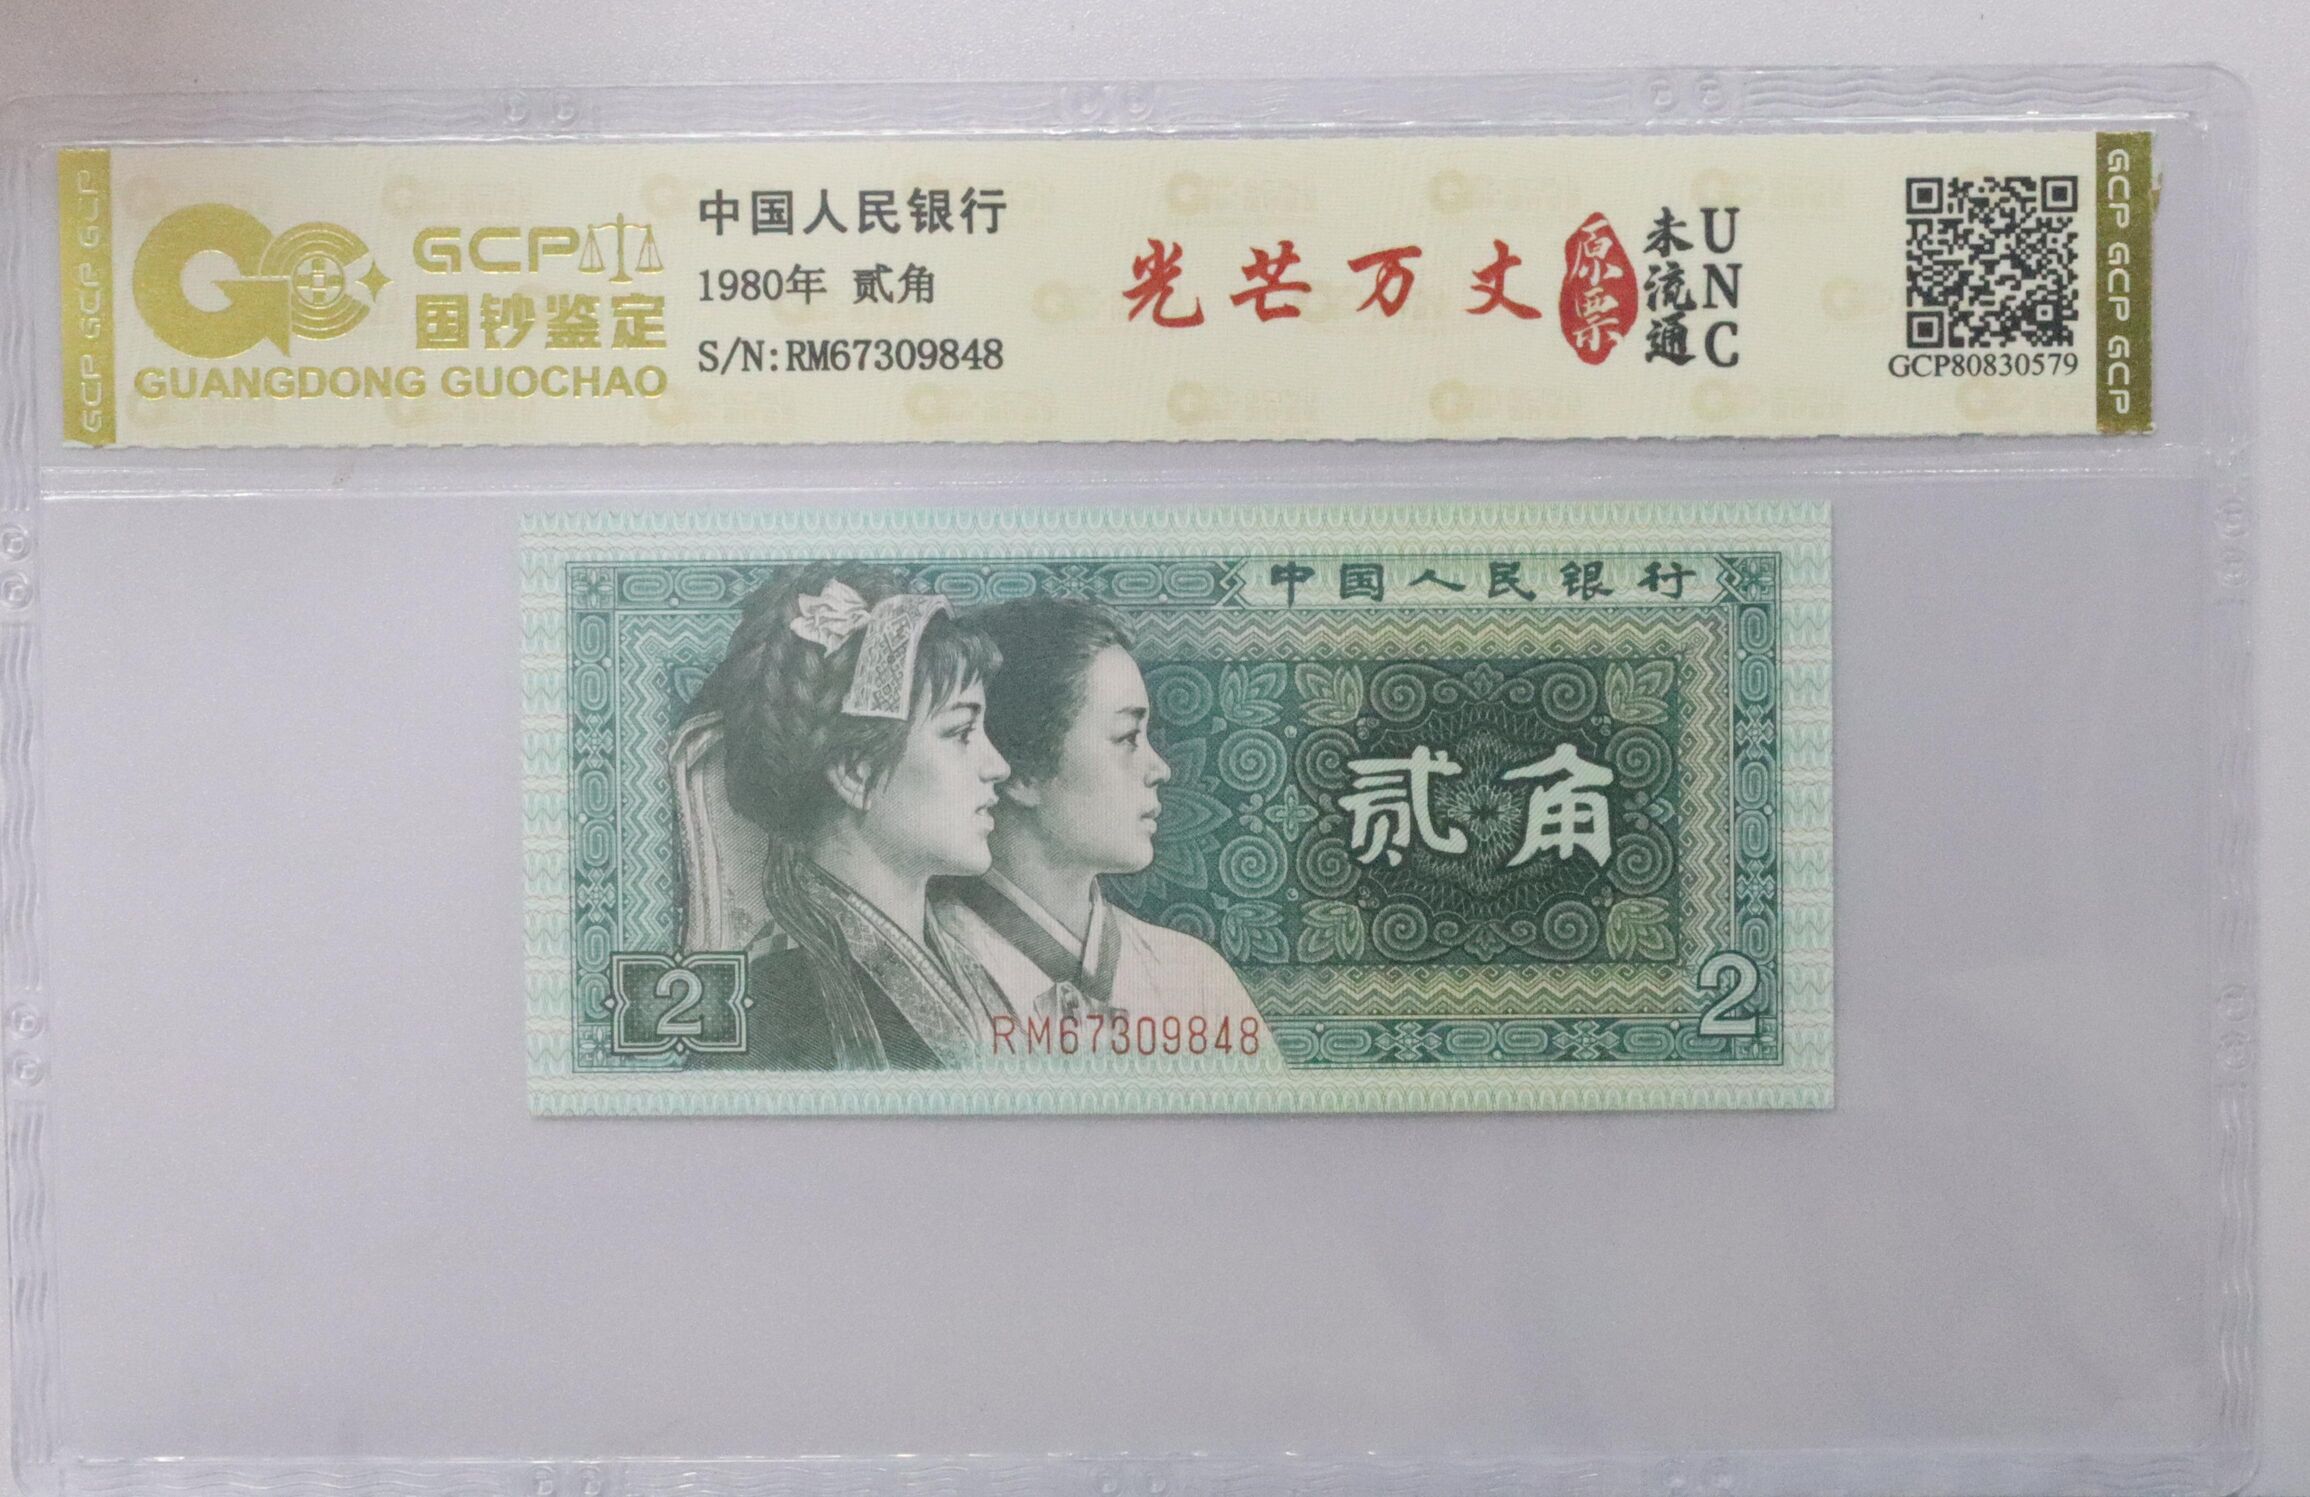 GCP GCP GCP
GCP
国钞鉴定
GUANGDONG GUOCHAO
中国人民银行
1980年 贰角
S/N:RM67309848
光芒万丈
原票
未流通
UNC
GCP80830579
GCP GCP GCP
中国人民银行
贰角
2
RM67309848
2